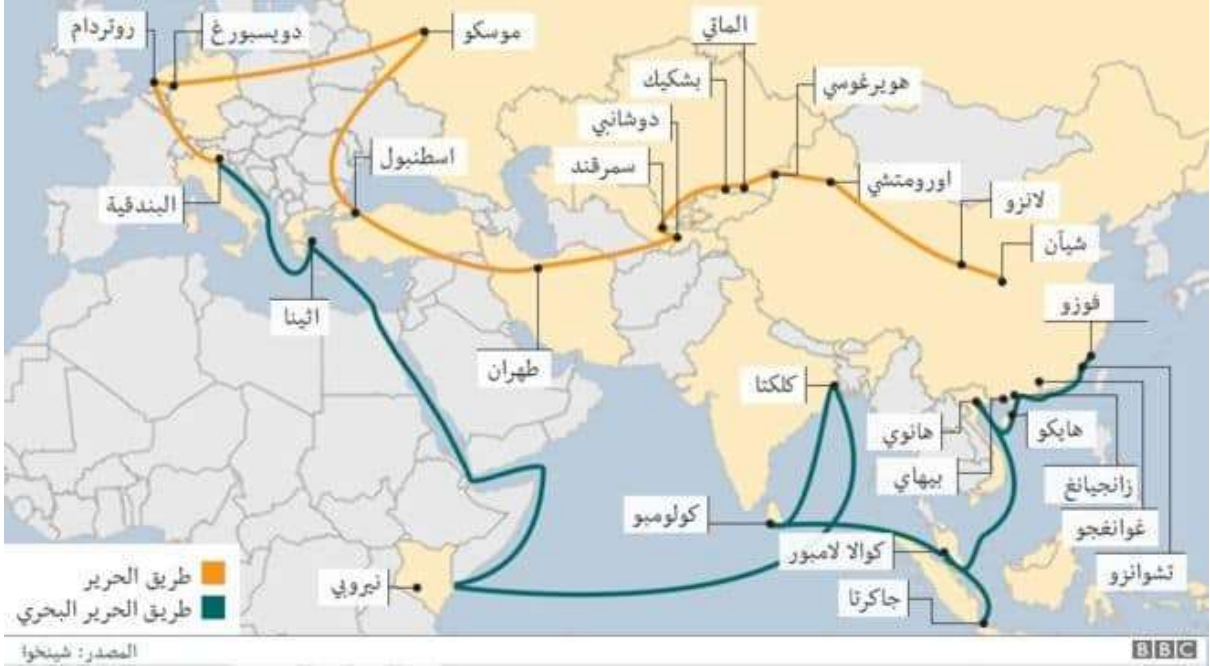 روتردام
دويسبورغ
موسكو
الماتي
بشكيك
هويرغوسي
دوشانبي
سمرقند
اسطنبول
اورومتشي
لانزو
البندقية
شيآن
اثينا
فوزو
طهران
كلكتا
هانوي
هايكو
بيهاي
زانجيانغ
كولومبو
غوانغجو
كوالا لامبور
تشوانزو
نيروبي
جاكرتا
طريق الحرير
طريق الحرير البحري
المصدر: شينخوا
BBC